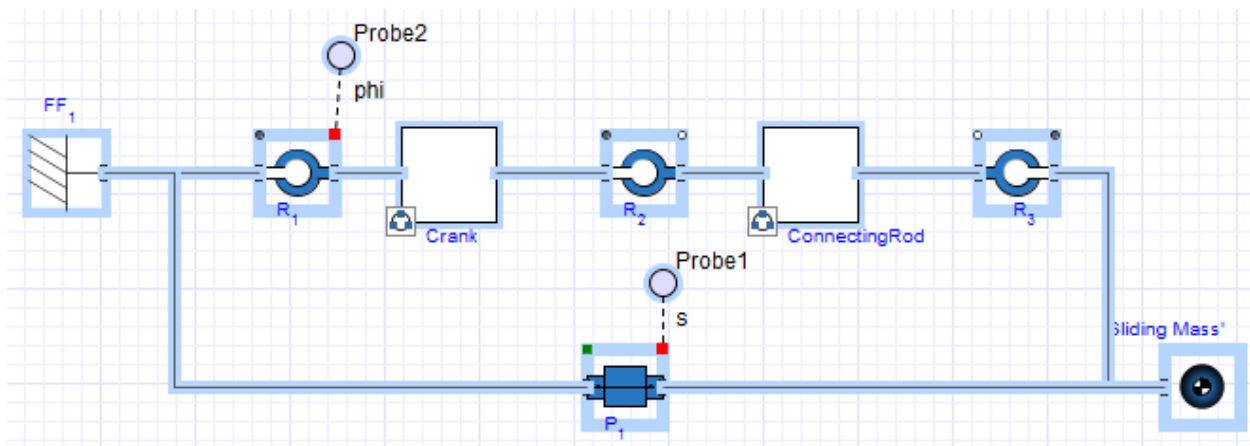 Probe2
phi
FF1
R1
Crank
R2
ConnectingRod
R3
Probe1
s
Sliding Mass'
P1